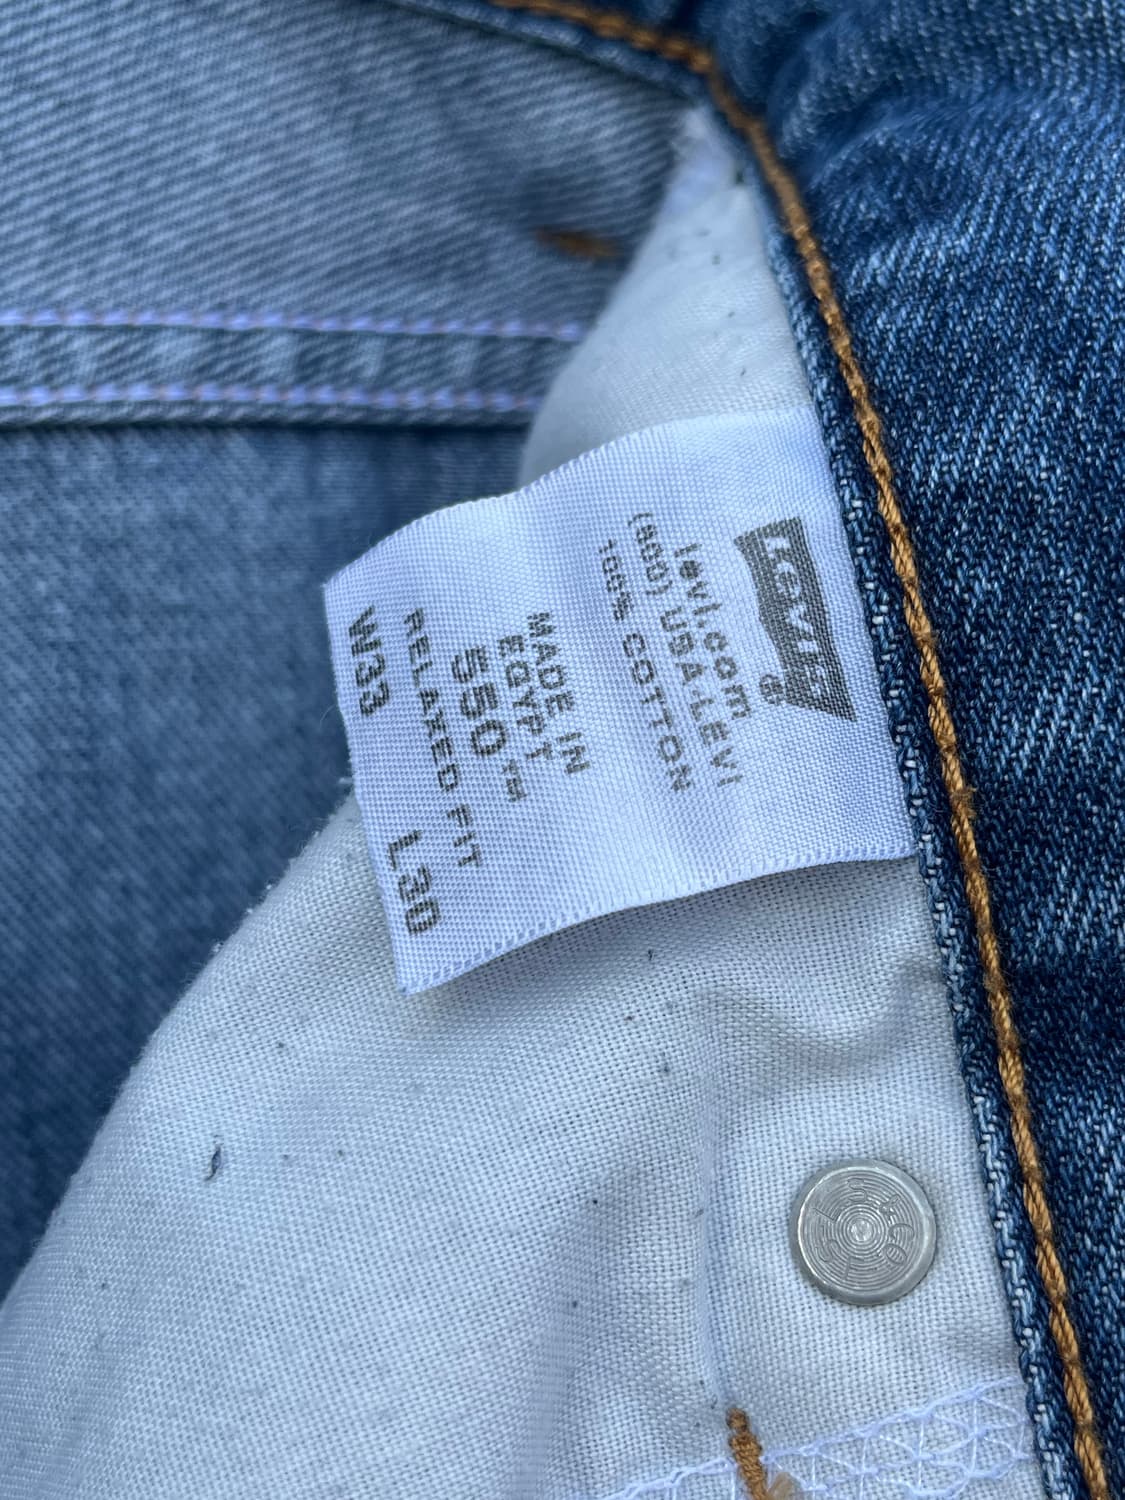 Levi's
®
levi.com
(800) USA-LEVI
100% COTTON
MADE IN
EGYPT
550™
RELAXED FIT
W33 L30